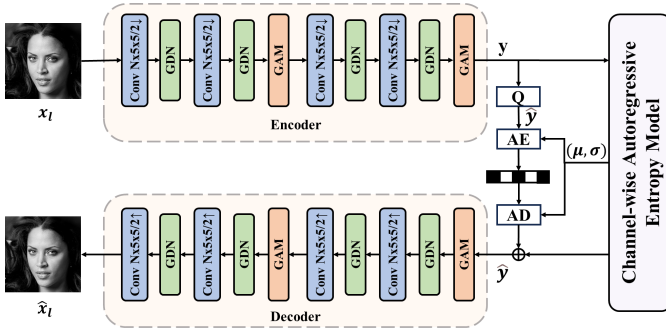 Conv Nx5x5/2↓
GDN
Conv Nx5x5/2↓
GDN
GAM
Conv Nx5x5/2↓
Conv Nx5x5/2↓
GDN
GAM
Encoder
x_l
y
Q
ŷ
AE
(μ, σ)
AD
ŷ
Channel-wise Autoregressive
Entropy Model
Conv Nx5x5/2↑
GDN
Conv Nx5x5/2↑
GDN
GAM
Conv Nx5x5/2↑
Conv Nx5x5/2↑
GDN
GAM
Decoder
x̂_l